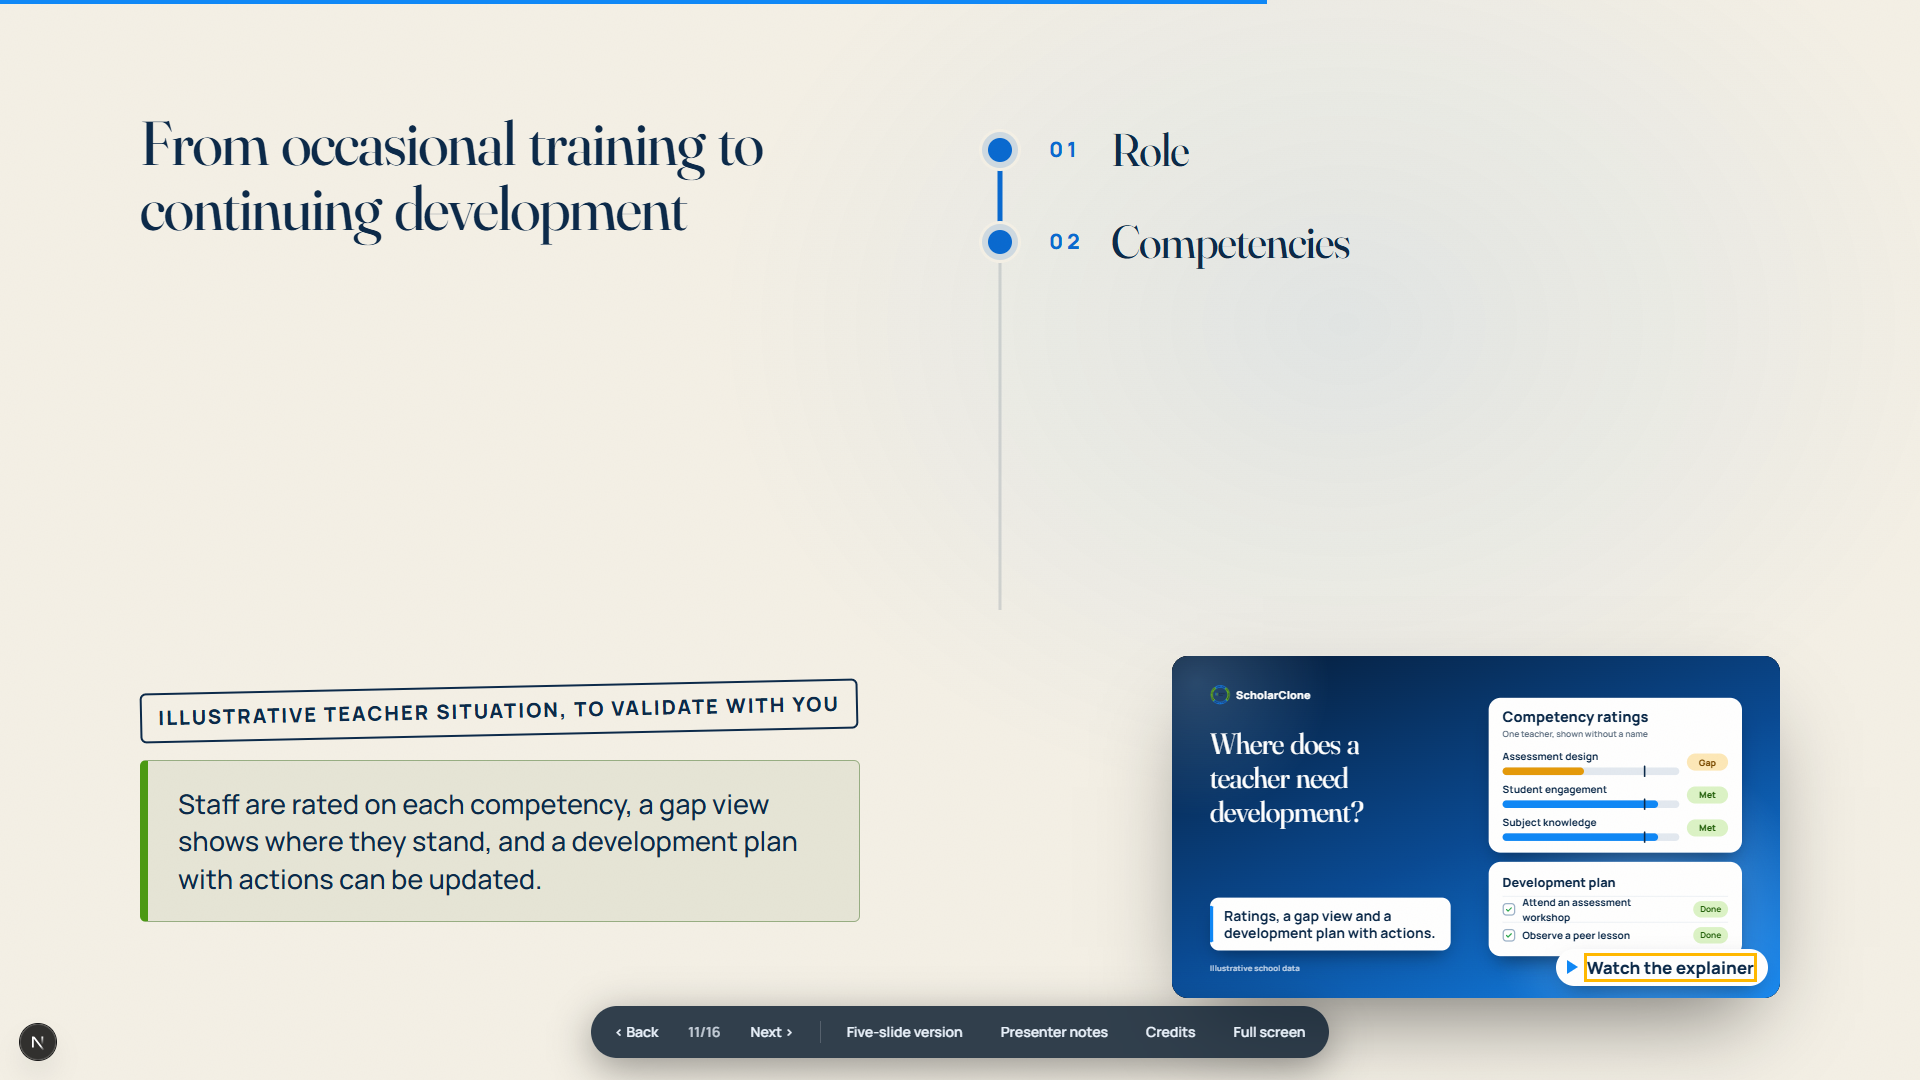 From occasional training to
continuing development
01 Role
02 Competencies
ILLUSTRATIVE TEACHER SITUATION, TO VALIDATE WITH YOU
Staff are rated on each competency, a gap view
shows where they stand, and a development plan
with actions can be updated.
ScholarClone
Where does a
teacher need
development?
Ratings, a gap view and a
development plan with actions.
Illustrative school data
Competency ratings
One teacher, shown without a name
Assessment design
Gap
Student engagement
Met
Subject knowledge
Met
Development plan
Attend an assessment
workshop
Done
Observe a peer lesson
Done
Watch the explainer
‹ Back
11/16
Next ›
Five-slide version
Presenter notes
Credits
Full screen
N